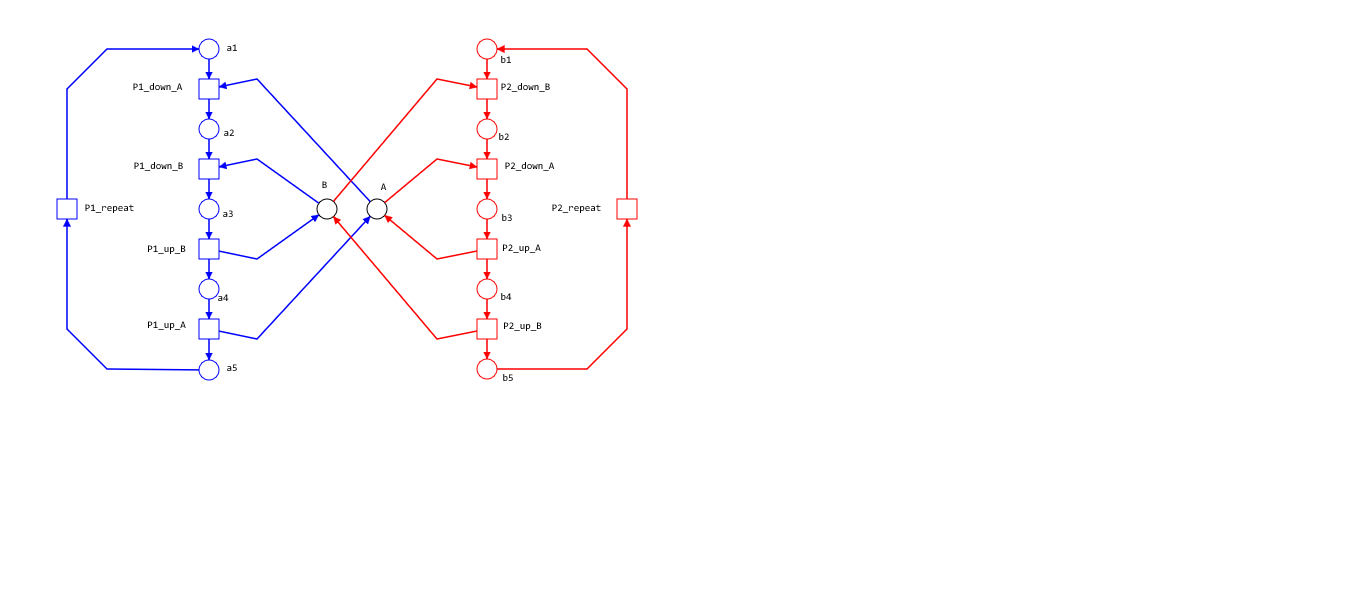 a1
b1
P1_down_A
P2_down_B
a2
b2
P1_down_B
P2_down_A
B
A
P1_repeat
a3
b3
P2_repeat
P1_up_B
P2_up_A
a4
b4
P1_up_A
P2_up_B
a5
b5